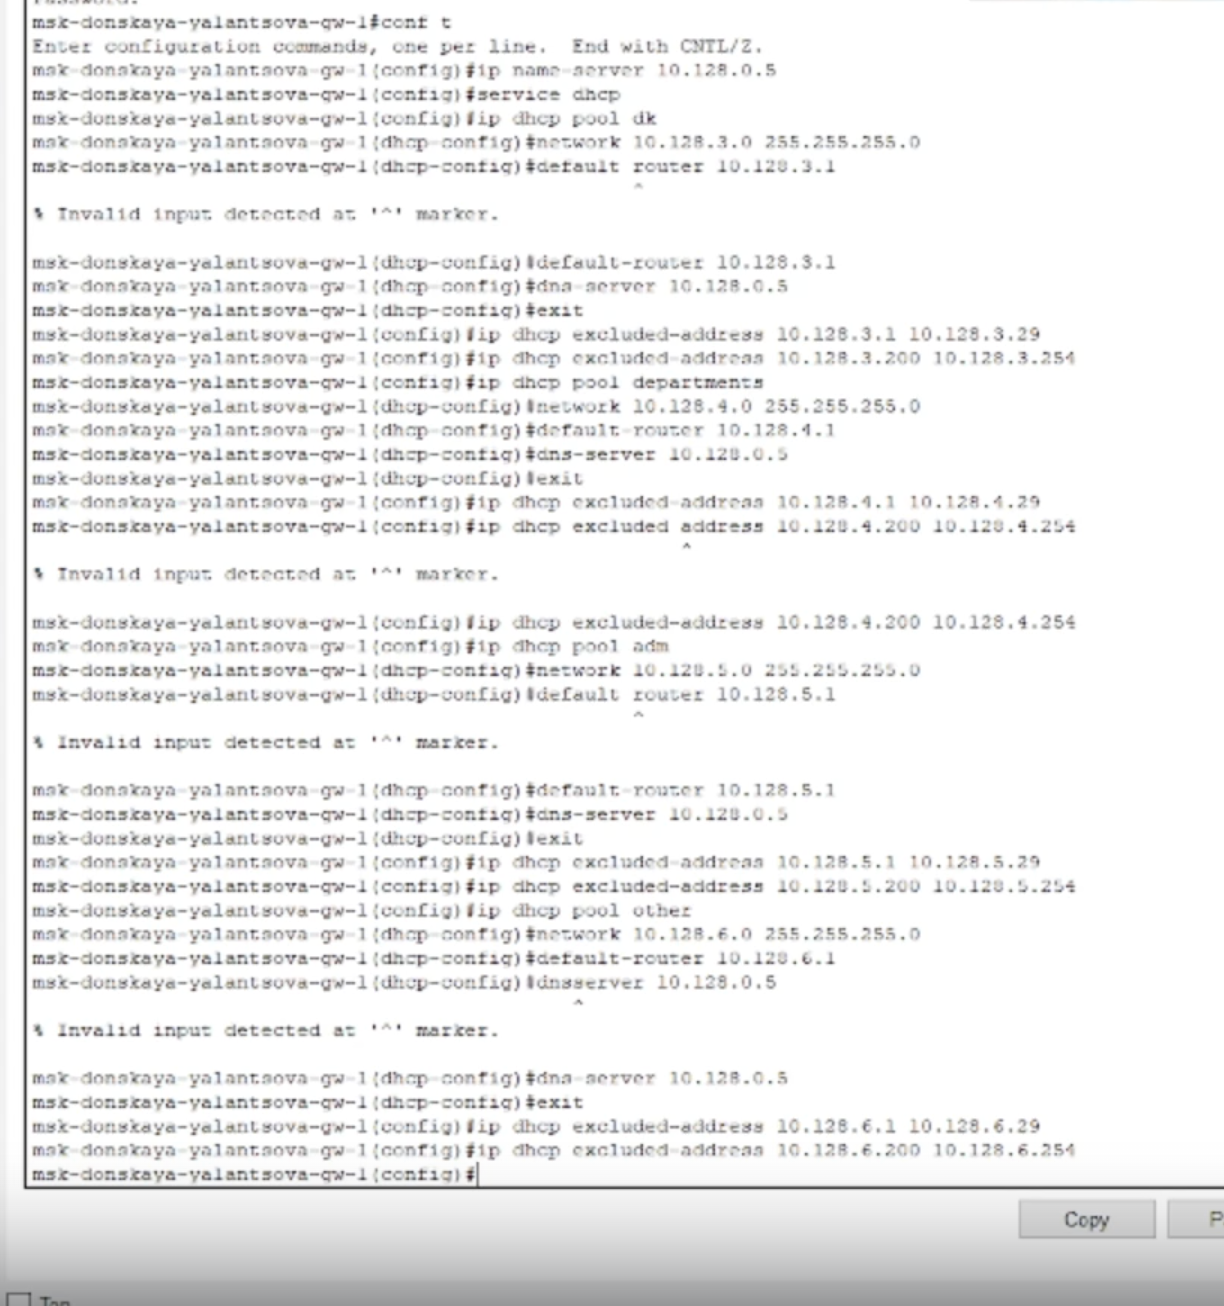 msk-donskaya-yalantsova-gw-1#conf t
Enter configuration commands, one per line.  End with CNTL/Z.
msk-donskaya-yalantsova-gw-1(config)#ip name-server 10.128.0.5
msk-donskaya-yalantsova-gw-1(config)#service dhcp
msk-donskaya-yalantsova-gw-1(config)#ip dhcp pool dk
msk-donskaya-yalantsova-gw-1(dhcp-config)#network 10.128.3.0 255.255.255.0
msk-donskaya-yalantsova-gw-1(dhcp-config)#default router 10.128.3.1
^
% Invalid input detected at '^' marker.
msk-donskaya-yalantsova-gw-1(dhcp-config)#default-router 10.128.3.1
msk-donskaya-yalantsova-gw-1(dhcp-config)#dns-server 10.128.0.5
msk-donskaya-yalantsova-gw-1(dhcp-config)#exit
msk-donskaya-yalantsova-gw-1(config)#ip dhcp excluded-address 10.128.3.1 10.128.3.29
msk-donskaya-yalantsova-gw-1(config)#ip dhcp excluded-address 10.128.3.200 10.128.3.254
msk-donskaya-yalantsova-gw-1(config)#ip dhcp pool departments
msk-donskaya-yalantsova-gw-1(dhcp-config)#network 10.128.4.0 255.255.255.0
msk-donskaya-yalantsova-gw-1(dhcp-config)#default-router 10.128.4.1
msk-donskaya-yalantsova-gw-1(dhcp-config)#dns-server 10.128.0.5
msk-donskaya-yalantsova-gw-1(dhcp-config)#exit
msk-donskaya-yalantsova-gw-1(config)#ip dhcp excluded-address 10.128.4.1 10.128.4.29
msk-donskaya-yalantsova-gw-1(config)#ip dhcp excluded address 10.128.4.200 10.128.4.254
^
% Invalid input detected at '^' marker.
msk-donskaya-yalantsova-gw-1(config)#ip dhcp excluded-address 10.128.4.200 10.128.4.254
msk-donskaya-yalantsova-gw-1(config)#ip dhcp pool adm
msk-donskaya-yalantsova-gw-1(dhcp-config)#network 10.128.5.0 255.255.255.0
msk-donskaya-yalantsova-gw-1(dhcp-config)#default router 10.128.5.1
^
% Invalid input detected at '^' marker.
msk-donskaya-yalantsova-gw-1(dhcp-config)#default-router 10.128.5.1
msk-donskaya-yalantsova-gw-1(dhcp-config)#dns-server 10.128.0.5
msk-donskaya-yalantsova-gw-1(dhcp-config)#exit
msk-donskaya-yalantsova-gw-1(config)#ip dhcp excluded-address 10.128.5.1 10.128.5.29
msk-donskaya-yalantsova-gw-1(config)#ip dhcp excluded-address 10.128.5.200 10.128.5.254
msk-donskaya-yalantsova-gw-1(config)#ip dhcp pool other
msk-donskaya-yalantsova-gw-1(dhcp-config)#network 10.128.6.0 255.255.255.0
msk-donskaya-yalantsova-gw-1(dhcp-config)#default-router 10.128.6.1
msk-donskaya-yalantsova-gw-1(dhcp-config)#dnsserver 10.128.0.5
^
% Invalid input detected at '^' marker.
msk-donskaya-yalantsova-gw-1(dhcp-config)#dns-server 10.128.0.5
msk-donskaya-yalantsova-gw-1(dhcp-config)#exit
msk-donskaya-yalantsova-gw-1(config)#ip dhcp excluded-address 10.128.6.1 10.128.6.29
msk-donskaya-yalantsova-gw-1(config)#ip dhcp excluded-address 10.128.6.200 10.128.6.254
msk-donskaya-yalantsova-gw-1(config)#
Copy